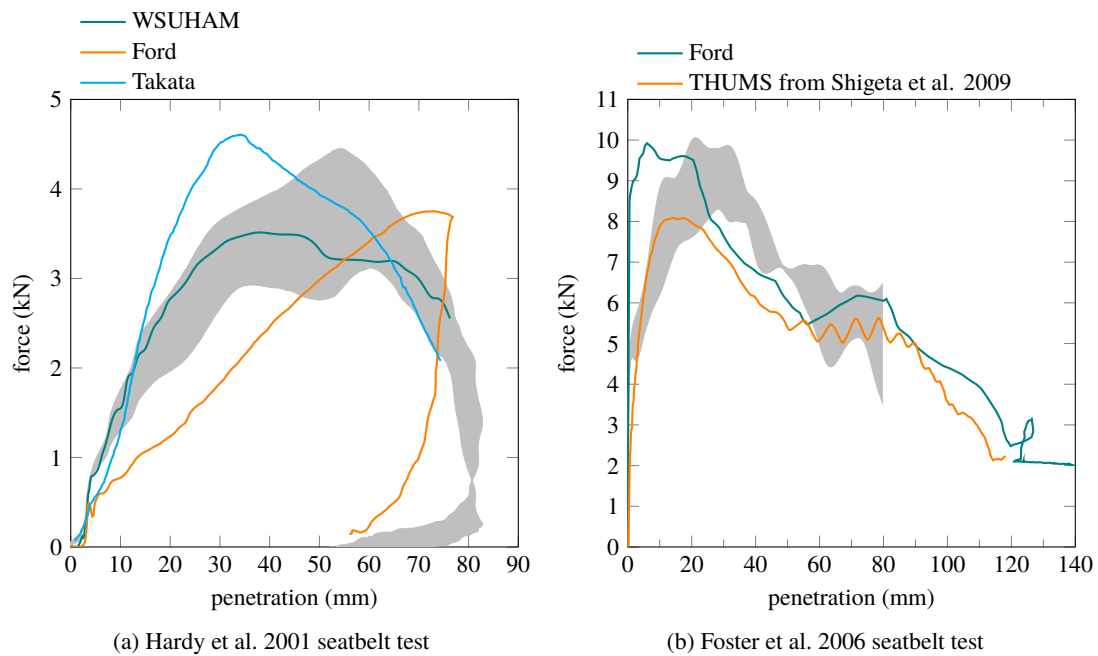 WSUHAM
Ford
Takata
5
4
3
2
1
0
force (kN)
0 10 20 30 40 50 60 70 80 90
penetration (mm)
(a) Hardy et al. 2001 seatbelt test
Ford
THUMS from Shigeta et al. 2009
11
10
9
8
7
6
5
4
3
2
1
0
force (kN)
0 20 40 60 80 100 120 140
penetration (mm)
(b) Foster et al. 2006 seatbelt test